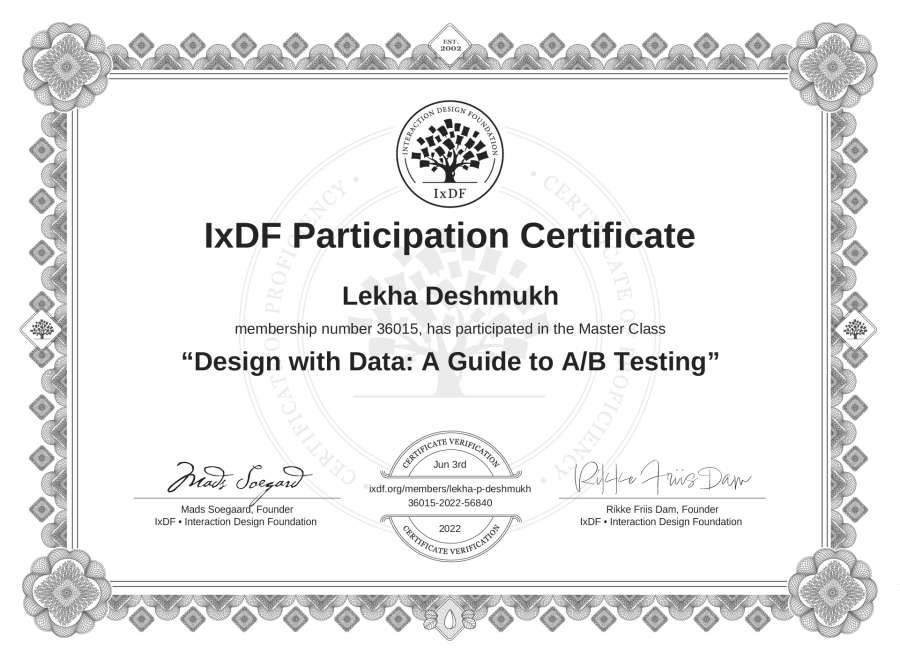 EST.
2002
INTERACTION DESIGN FOUNDATION
IxDF
CERTIFICATE OF PROFICIENCY • CERTIFICATE OF PROFICIENCY •
IxDF Participation Certificate
Lekha Deshmukh
membership number 36015, has participated in the Master Class
“Design with Data: A Guide to A/B Testing”
CERTIFICATE VERIFICATION
Jun 3rd
ixdf.org/members/lekha-p-deshmukh
36015-2022-56840
2022
CERTIFICATE VERIFICATION
Mads Soegaard
Mads Soegaard, Founder
IxDF • Interaction Design Foundation
Rikke Friis Dam
Rikke Friis Dam, Founder
IxDF • Interaction Design Foundation